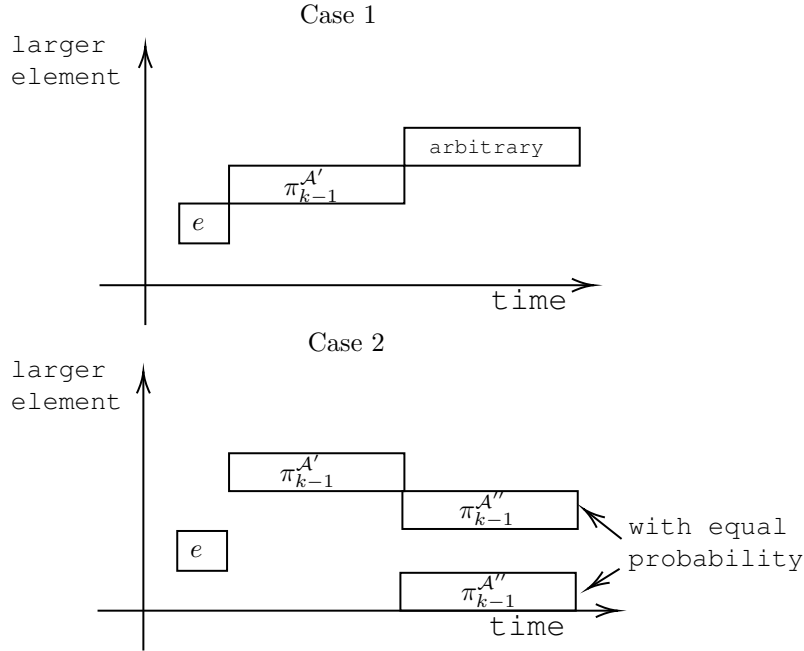 Case 1
larger
element
arbitrary
π_{k−1}^{𝒜′}
e
time
Case 2
larger
element
π_{k−1}^{𝒜′}
π_{k−1}^{𝒜″}
with equal
probability
e
π_{k−1}^{𝒜″}
time